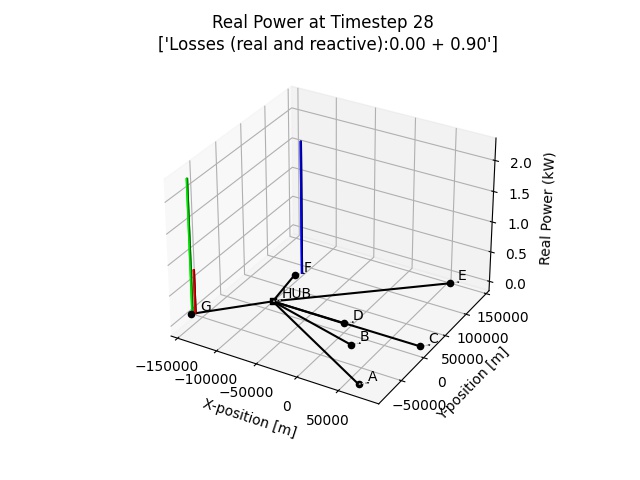 Real Power at Timestep 28
['Losses (real and reactive):0.00 + 0.90']
2.0
1.5
1.0
0.5
0.0
Real Power (kW)
F
E
HUB
G
D
B
C
A
−150000
−100000
−50000
0
50000
X-position [m]
−50000
0
50000
100000
150000
Y-position [m]